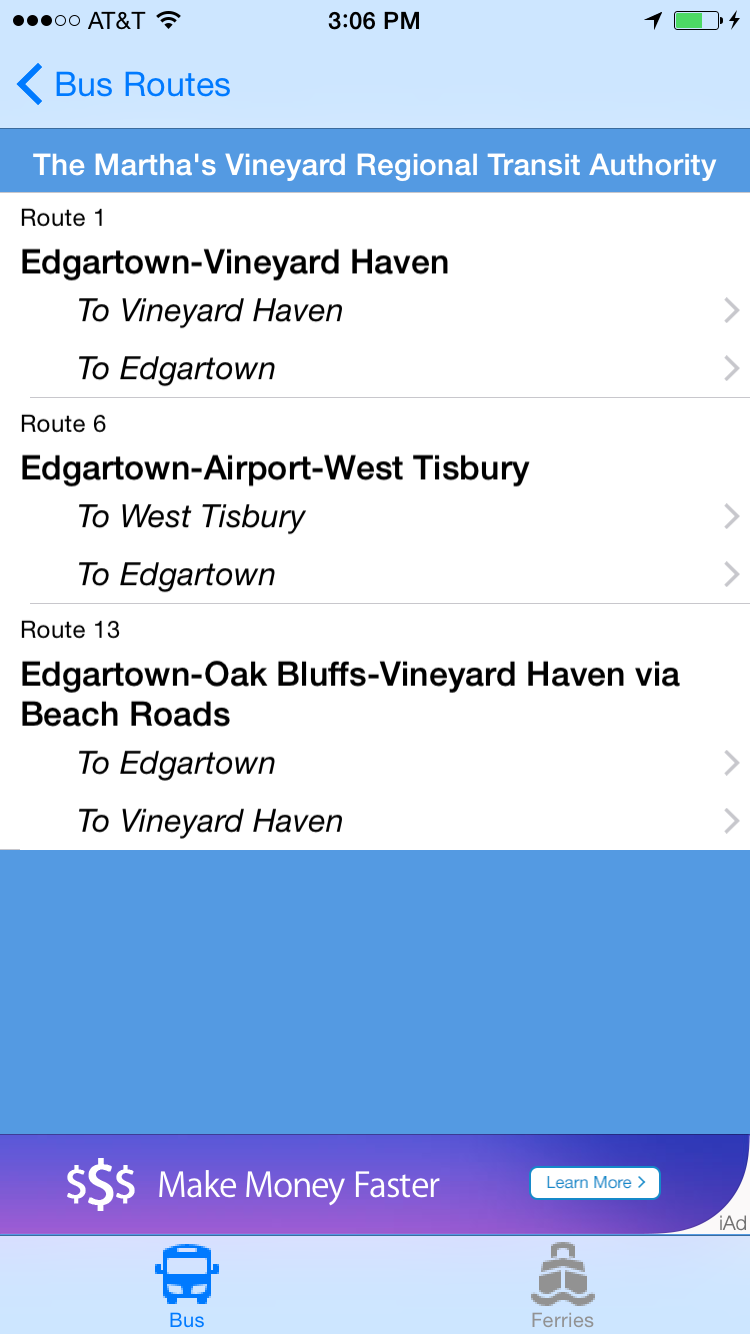 AT&T 3:06 PM
Bus Routes
The Martha's Vineyard Regional Transit Authority
Route 1
Edgartown-Vineyard Haven
To Vineyard Haven
To Edgartown
Route 6
Edgartown-Airport-West Tisbury
To West Tisbury
To Edgartown
Route 13
Edgartown-Oak Bluffs-Vineyard Haven via
Beach Roads
To Edgartown
To Vineyard Haven
$$$ Make Money Faster Learn More >
iAd
Bus Ferries